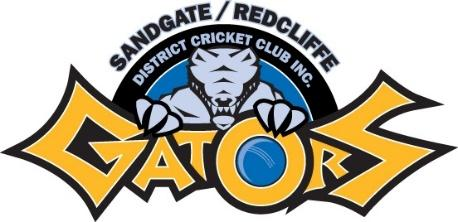 SANDGATE / REDCLIFFE
DISTRICT CRICKET CLUB INC.
GATORS